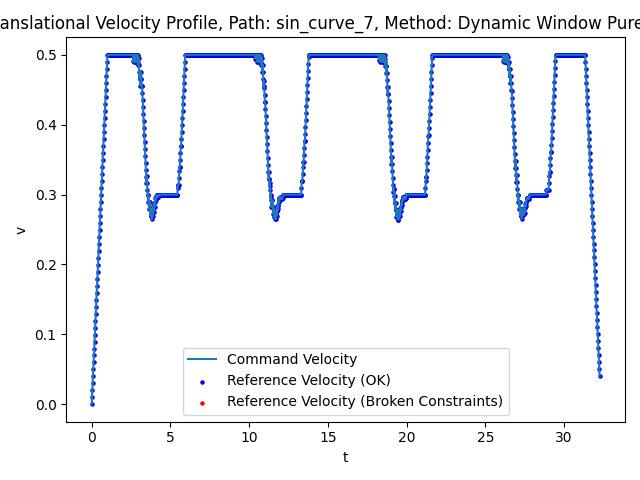 anslational Velocity Profile, Path: sin_curve_7, Method: Dynamic Window Pure
0.5
0.4
0.3
0.2
0.1
0.0
v
Command Velocity
Reference Velocity (OK)
Reference Velocity (Broken Constraints)
0 5 10 15 20 25 30
t